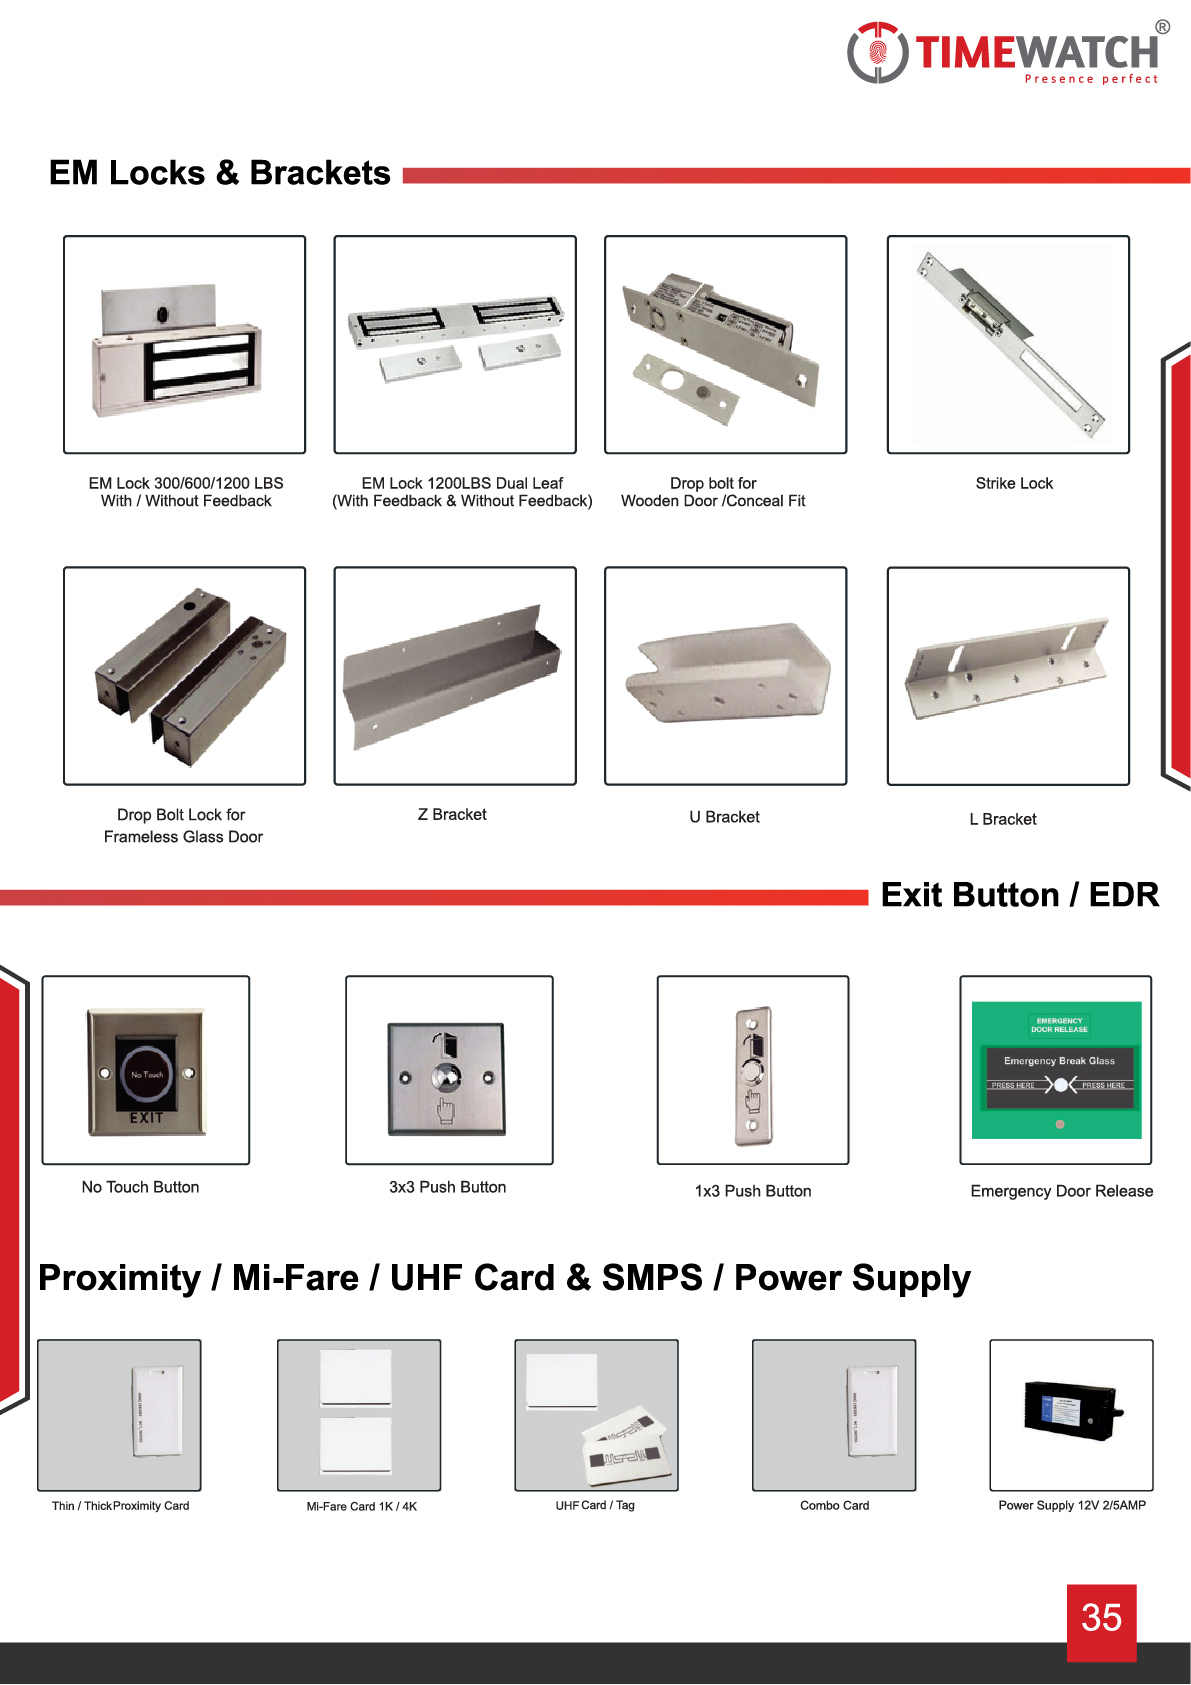 TIMEWATCH®
Presence perfect
EM Locks & Brackets
EM Lock 300/600/1200 LBS
With / Without Feedback
EM Lock 1200LBS Dual Leaf
(With Feedback & Without Feedback)
Drop bolt for
Wooden Door /Conceal Fit
Strike Lock
Drop Bolt Lock for
Frameless Glass Door
Z Bracket
U Bracket
L Bracket
Exit Button / EDR
No Touch
EXIT
EMERGENCY
DOOR RELEASE
Emergency Break Glass
PRESS HERE PRESS HERE
No Touch Button
3x3 Push Button
1x3 Push Button
Emergency Door Release
Proximity / Mi-Fare / UHF Card & SMPS / Power Supply
Thin / Thick Proximity Card
Mi-Fare Card 1K / 4K
UHF Card / Tag
Combo Card
Power Supply 12V 2/5AMP
35